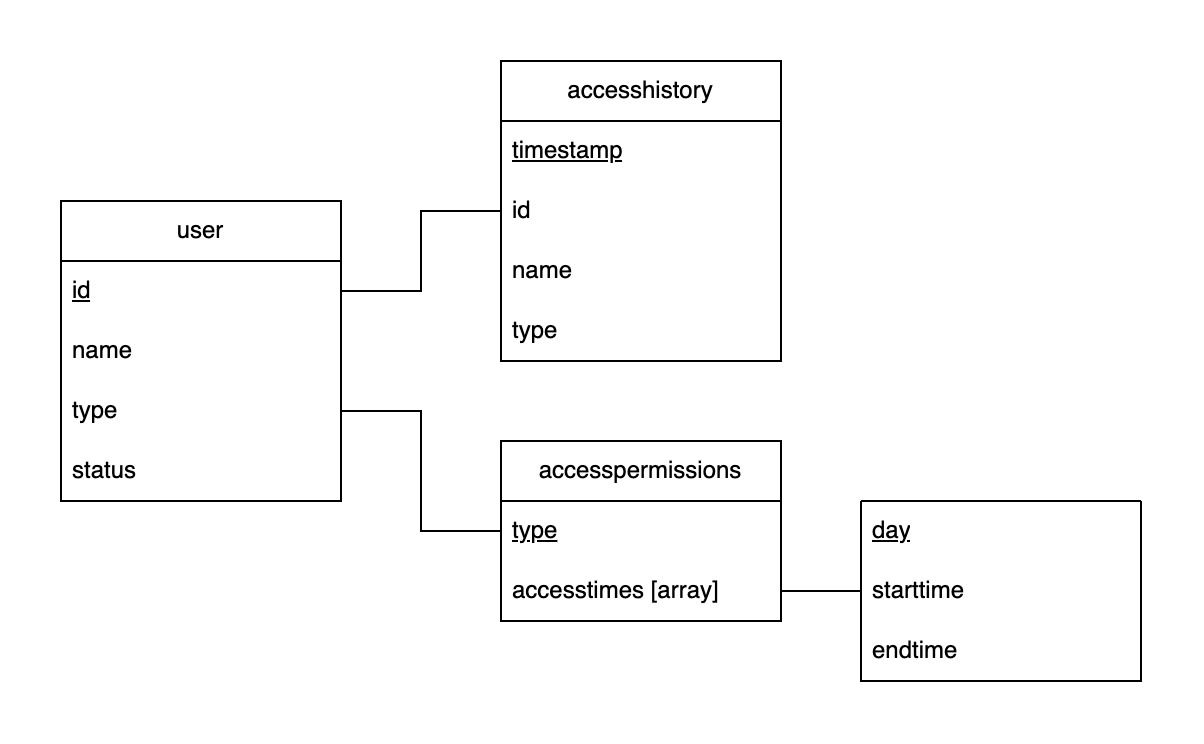 accesshistory
timestamp
id
name
type
user
id
name
type
status
accesspermissions
type
accesstimes [array]
day
starttime
endtime